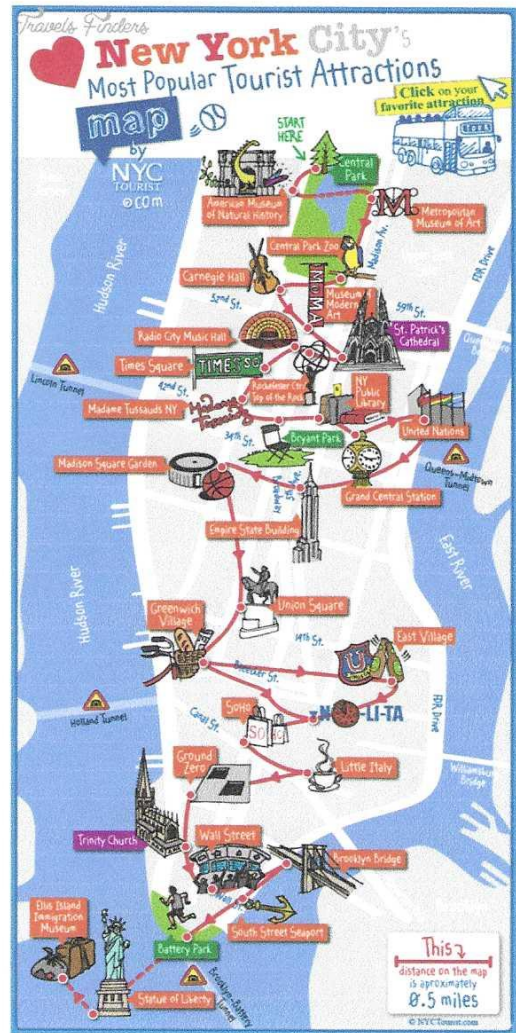 Travels Finders
New York City's
Most Popular Tourist Attractions
map
by
NYC
TOURIST
.com
Click on your
favorite attraction
START
HERE
Central
Park
American Museum
of Natural History
Metropolitan
Museum of Art
Hudson River
Central Park Zoo
Madison Av.
FDR. Drive
Carnegie Hall
52nd St.
MoMA
Museum of
Modern
Art
59th St.
Radio City Music Hall
St. Patrick's
Cathedral
Times Square
TIMES SQ
Lincoln Tunnel
42nd St.
Rockefeller Ctr.
Top of the Rock
NY
Public
Library
Madame Tussauds NY
Madame
Tussauds
34th St.
Bryant Park
United Nations
Madison Square Garden
Broadway
Grand Central Station
Queens-Midtown
Tunnel
Empire State Building
East River
Hudson River
Union Square
Greenwich
Village
14th St.
East Village
Bleecker St.
SoHo
SOHO
NO-LI-TA
FDR. Drive
Holland Tunnel
Canal St.
Ground
Zero
Little Italy
Williamsburg
Bridge
Trinity Church
Wall Street
Brooklyn Bridge
Wall
South Street Seaport
Ellis Island
Immigration
Museum
Battery Park
Statue of Liberty
Brooklyn-Battery
Tunnel
This
distance on the map
is aproximately
0.5 miles
© NYCTourist.com